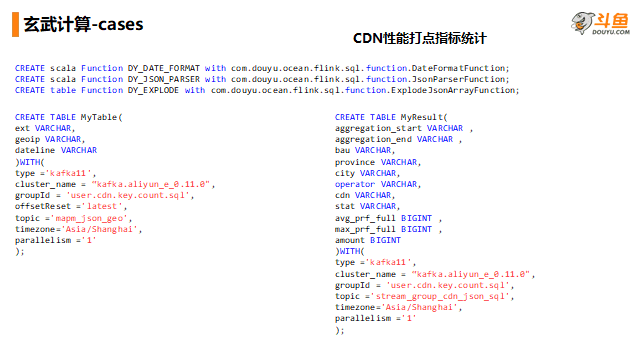 玄武计算-cases
斗鱼
DOUYU.COM
CDN性能打点指标统计
CREATE scala Function DY_DATE_FORMAT with com.douyu.ocean.flink.sql.function.DateFormatFunction;
CREATE scala Function DY_JSON_PARSER with com.douyu.ocean.flink.sql.function.JsonParserFunction;
CREATE table Function DY_EXPLODE with com.douyu.ocean.flink.sql.function.ExplodeJsonArrayFunction;
CREATE TABLE MyTable(
ext VARCHAR,
geoip VARCHAR,
dateline VARCHAR
)WITH(
type ='kafka11',
cluster_name = "kafka.aliyun_e_0.11.0",
groupId = 'user.cdn.key.count.sql',
offsetReset ='latest',
topic ='mapm_json_geo',
timezone='Asia/Shanghai',
parallelism ='1'
);
CREATE TABLE MyResult(
aggregation_start VARCHAR ,
aggregation_end VARCHAR ,
bau VARCHAR,
province VARCHAR,
city VARCHAR,
operator VARCHAR,
cdn VARCHAR,
stat VARCHAR,
avg_prf_full BIGINT ,
max_prf_full BIGINT ,
amount BIGINT
)WITH(
type ='kafka11',
cluster_name = "kafka.aliyun_e_0.11.0",
groupId = 'user.cdn.key.count.sql',
topic ='stream_group_cdn_json_sql',
timezone='Asia/Shanghai',
parallelism ='1'
);